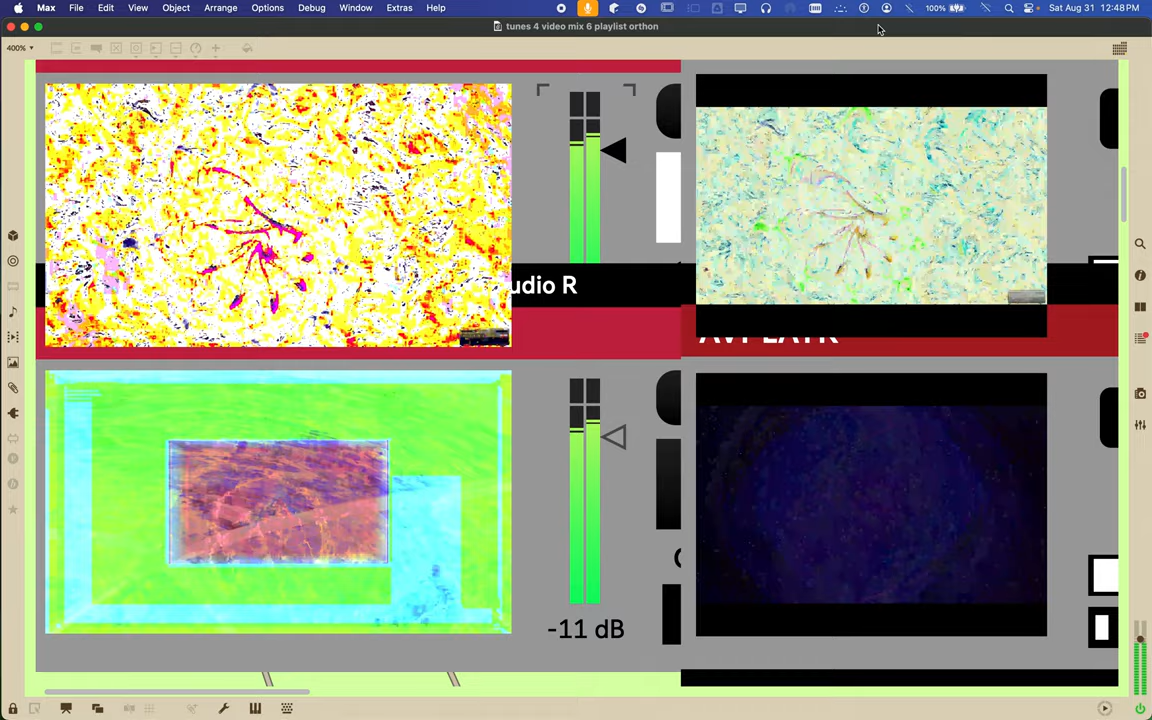 Max File Edit View Object Arrange Options Debug Window Extras Help 100% Sat Aug 31 12:48 PM
tunes 4 video mix 6 playlist orthon
400%
udio R
-11 dB